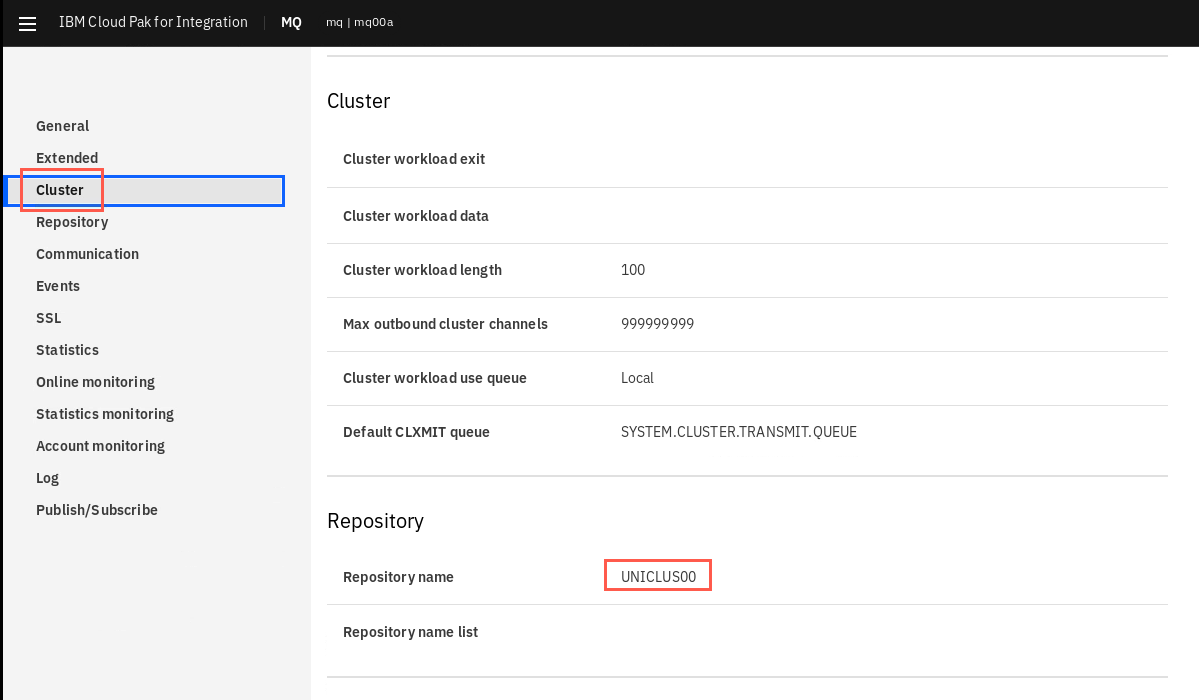 IBM Cloud Pak for Integration MQ mq | mq00a
General
Extended
Cluster
Repository
Communication
Events
SSL
Statistics
Online monitoring
Statistics monitoring
Account monitoring
Log
Publish/Subscribe
Cluster
Cluster workload exit
Cluster workload data
Cluster workload length 100
Max outbound cluster channels 999999999
Cluster workload use queue Local
Default CLXMIT queue SYSTEM.CLUSTER.TRANSMIT.QUEUE
Repository
Repository name UNICLUS00
Repository name list